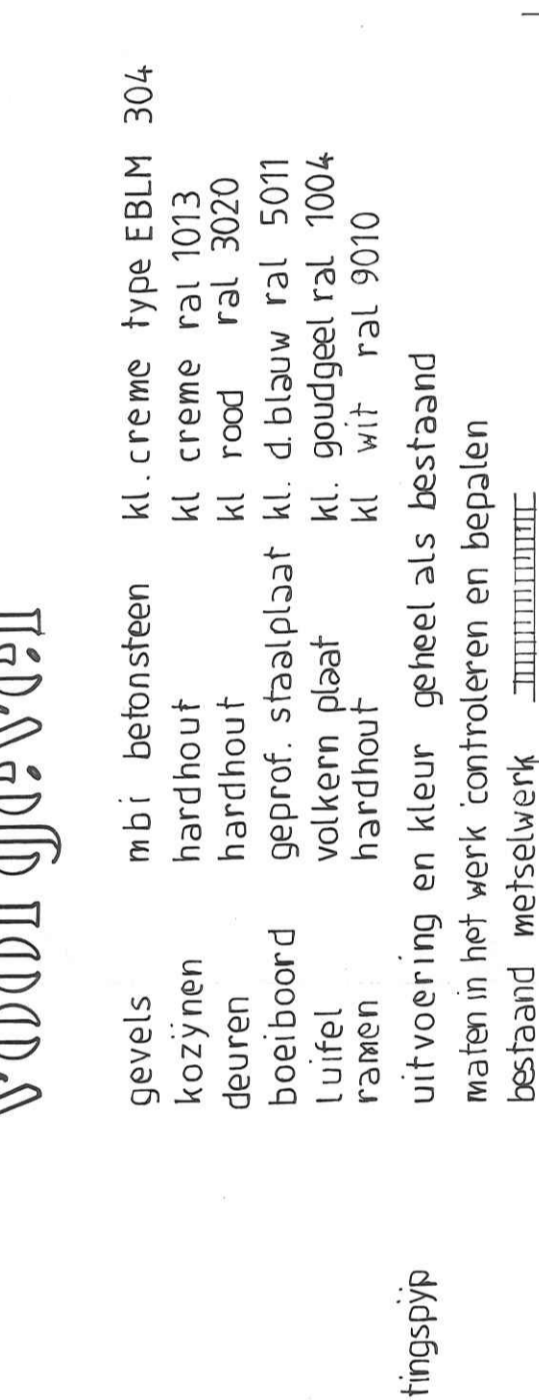 voorgevel
gevels mbi betonsteen kl. creme type EBLM 304
kozijnen hardhout kl creme ral 1013
deuren hardhout kl rood ral 3020
boeiboord geprof. staalplaat kl. d. blauw ral 5011
luifel volkern plaat kl. goudgeel ral 1004
ramen hardhout kl wit ral 9010
uitvoering en kleur geheel als bestaand
maten in het werk controleren en bepalen
bestaand metselwerk
tingspijp